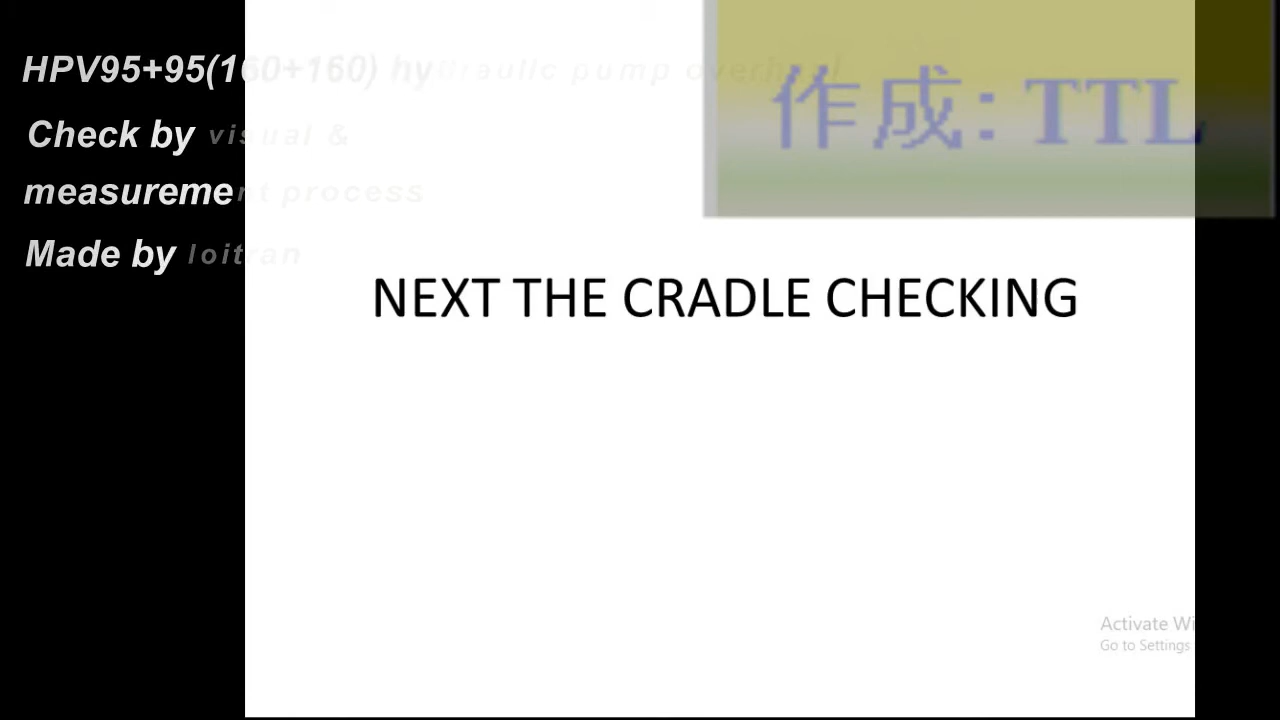 HPV95+95(160+160) hydraulic pump overhaul
作成: TTL
Check by visual &
measurement process
Made by loitran
NEXT THE CRADLE CHECKING
Activate Wi
Go to Settings